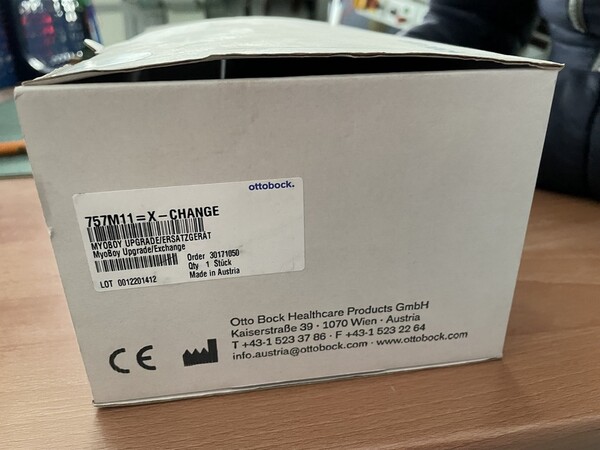 ottobock.
757M11=X-CHANGE
MYOBOY UPGRADE/ERSATZGERÄT
MyoBoy Upgrade/Exchange
Order 30171050
Qty 1 Stück
Made in Austria
LOT 0012201412
Otto Bock Healthcare Products GmbH
Kaiserstraße 39 · 1070 Wien · Austria
T +43-1 523 37 86 · F +43-1 523 22 64
info.austria@ottobock.com · www.ottobock.com
CE